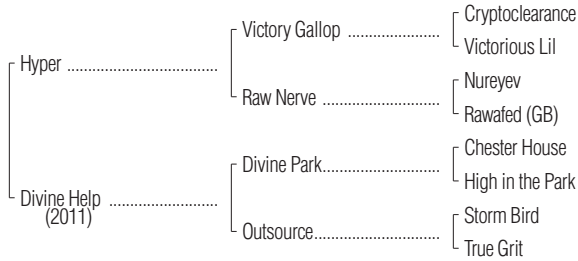 Cryptoclearance
Victory Gallop ........................
Victorious Lil
Hyper .......................................
Nureyev
Raw Nerve ..............................
Rawafed (GB)
Chester House
Divine Park..............................
High in the Park
Divine Help ............................
(2011)
Storm Bird
Outsource................................
True Grit